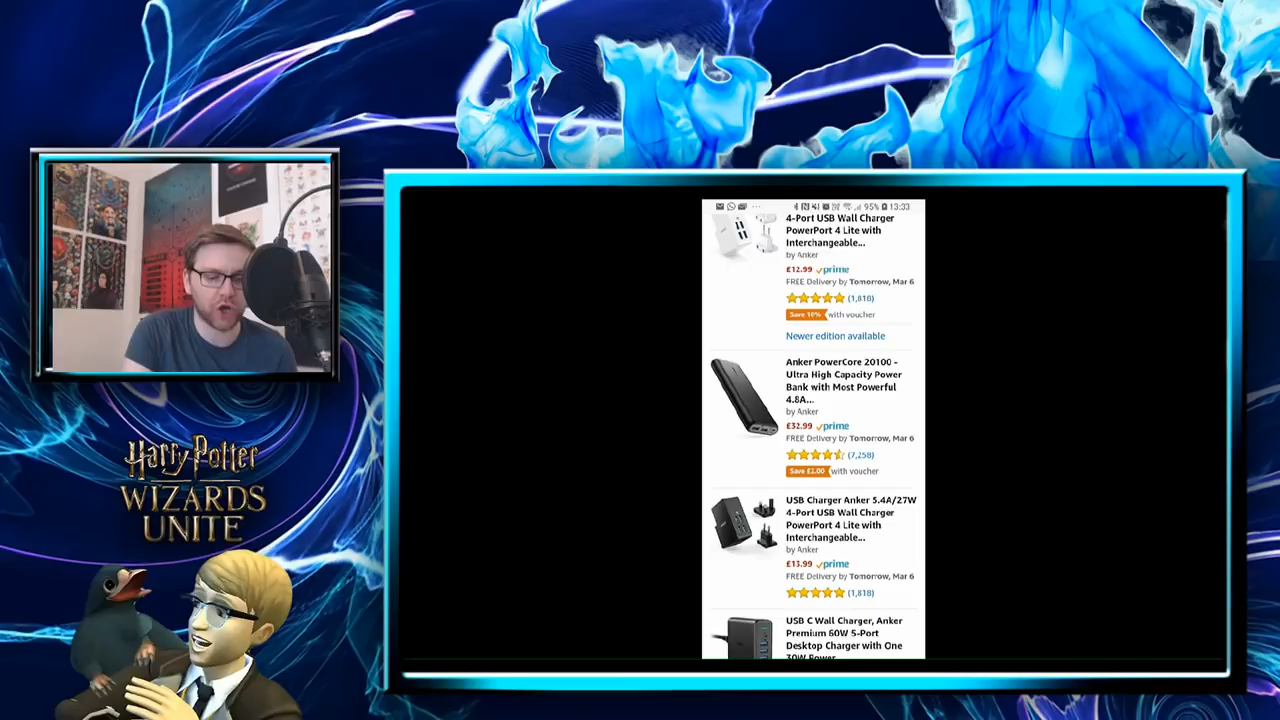 Harry Potter
WIZARDS
UNITE
95% 13:33
4-Port USB Wall Charger
PowerPort 4 Lite with
Interchangeable...
by Anker
£12.99 prime
FREE Delivery by Tomorrow, Mar 6
(1,818)
Save 10% with voucher
Newer edition available
Anker PowerCore 20100 -
Ultra High Capacity Power
Bank with Most Powerful
4.8A...
by Anker
£32.99 prime
FREE Delivery by Tomorrow, Mar 6
(7,258)
Save £2.00 with voucher
USB Charger Anker 5.4A/27W
4-Port USB Wall Charger
PowerPort 4 Lite with
Interchangeable...
by Anker
£13.99 prime
FREE Delivery by Tomorrow, Mar 6
(1,818)
USB C Wall Charger, Anker
Premium 60W 5-Port
Desktop Charger with One
30W Power